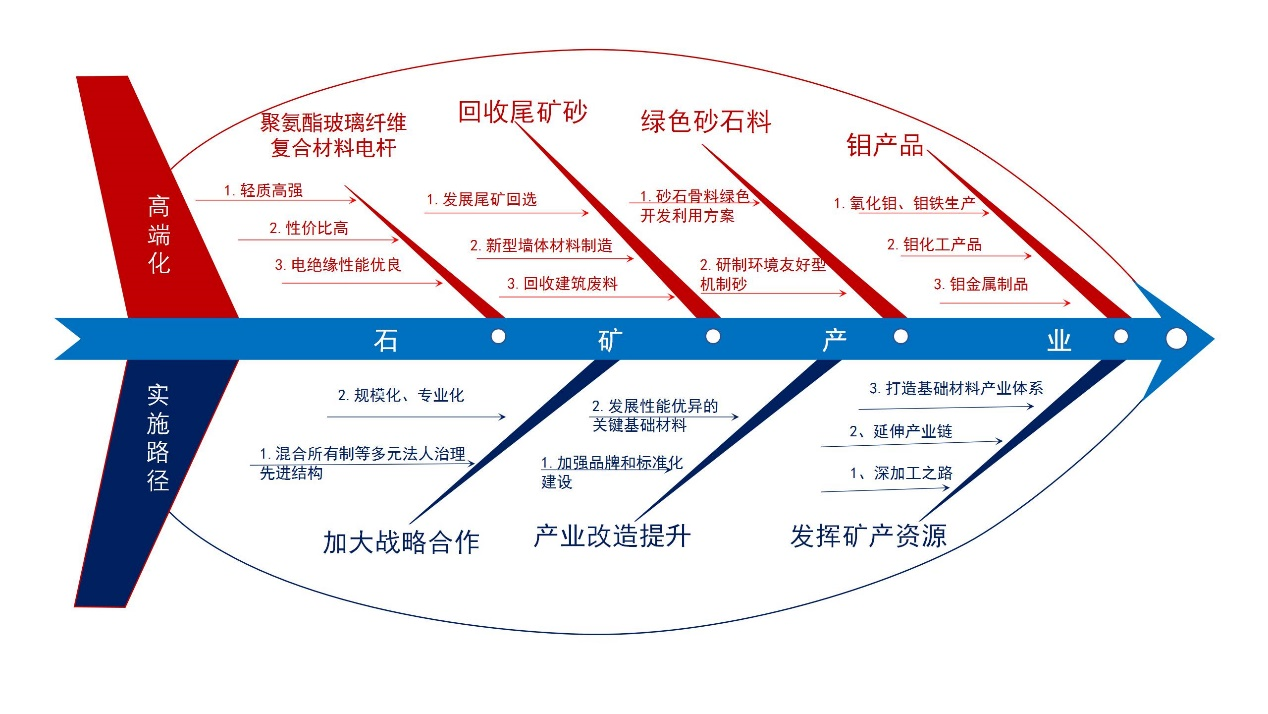 高端化
聚氨酯玻璃纤维
复合材料电杆
1. 轻质高强
2. 性价比高
3. 电绝缘性能优良
回收尾矿砂
1. 发展尾矿回选
2. 新型墙体材料制造
3. 回收建筑废料
绿色砂石料
1. 砂石骨料绿色
开发利用方案
2. 研制环境友好型
机制砂
钼产品
1. 氧化钼、钼铁生产
2. 钼化工产品
3. 钼金属制品
石 矿 产 业
实施路径
2. 规模化、专业化
1. 混合所有制等多元法人治理
先进结构
加大战略合作
2. 发展性能优异的
关键基础材料
1. 加强品牌和标准化
建设
产业改造提升
3. 打造基础材料产业体系
2、延伸产业链
1、深加工之路
发挥矿产资源